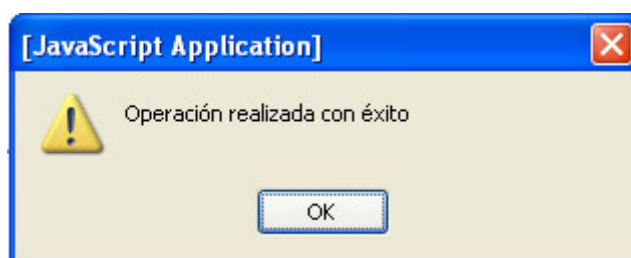 [JavaScript Application]
Operación realizada con éxito
OK